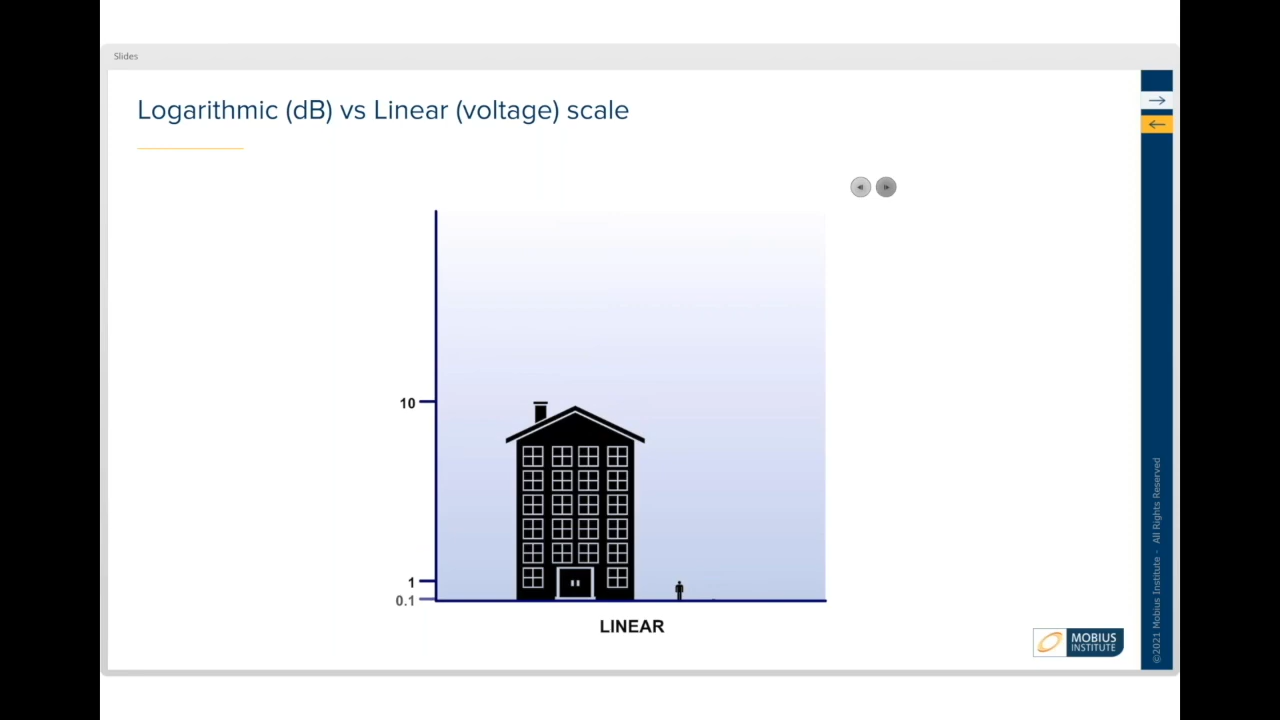 Slides
Logarithmic (dB) vs Linear (voltage) scale
10
1
0.1
LINEAR
MOBIUS
INSTITUTE
©2021 Mobius Institute - All Rights Reserved